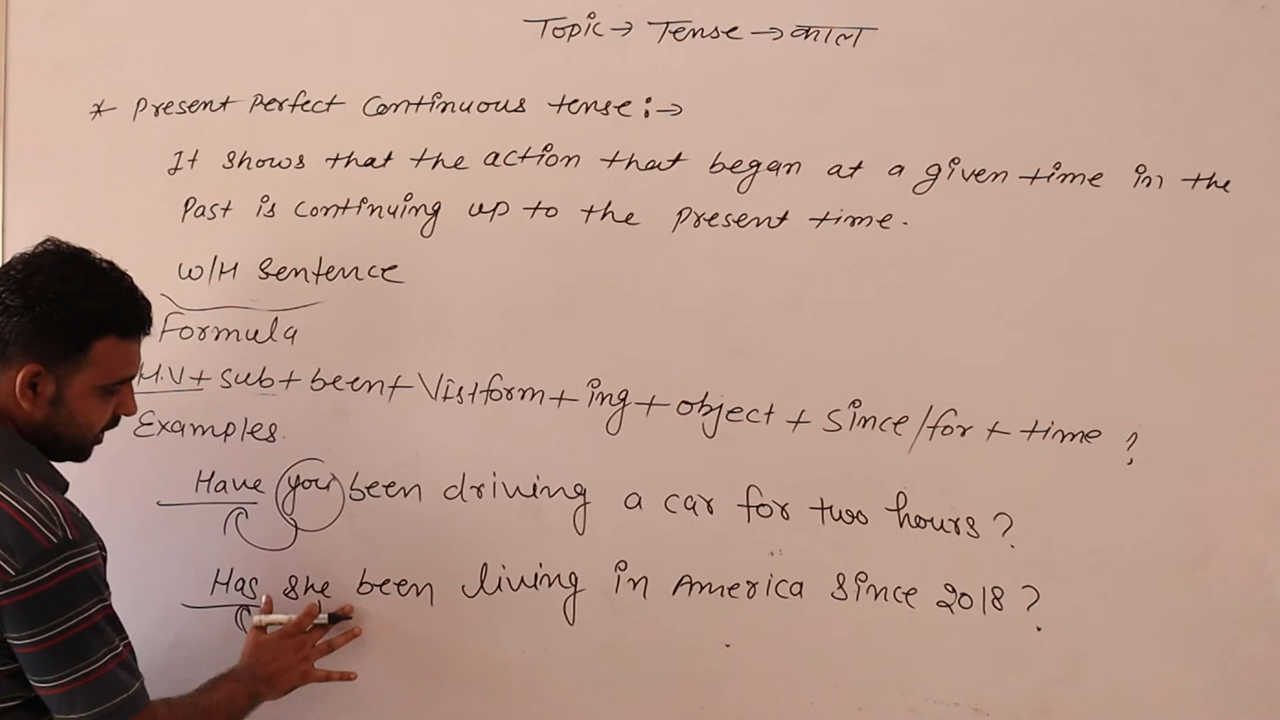 Topic → Tense → काल
* Present Perfect Continuous tense :→
It shows that the action that began at a given time in the
Past is continuing up to the present time.
W/H Sentence
Formula
H.V + sub + been + V1st form + ing + object + since/for + time ?
Examples.
Have you been driving a car for two hours?
Has she been living in America since 2018?